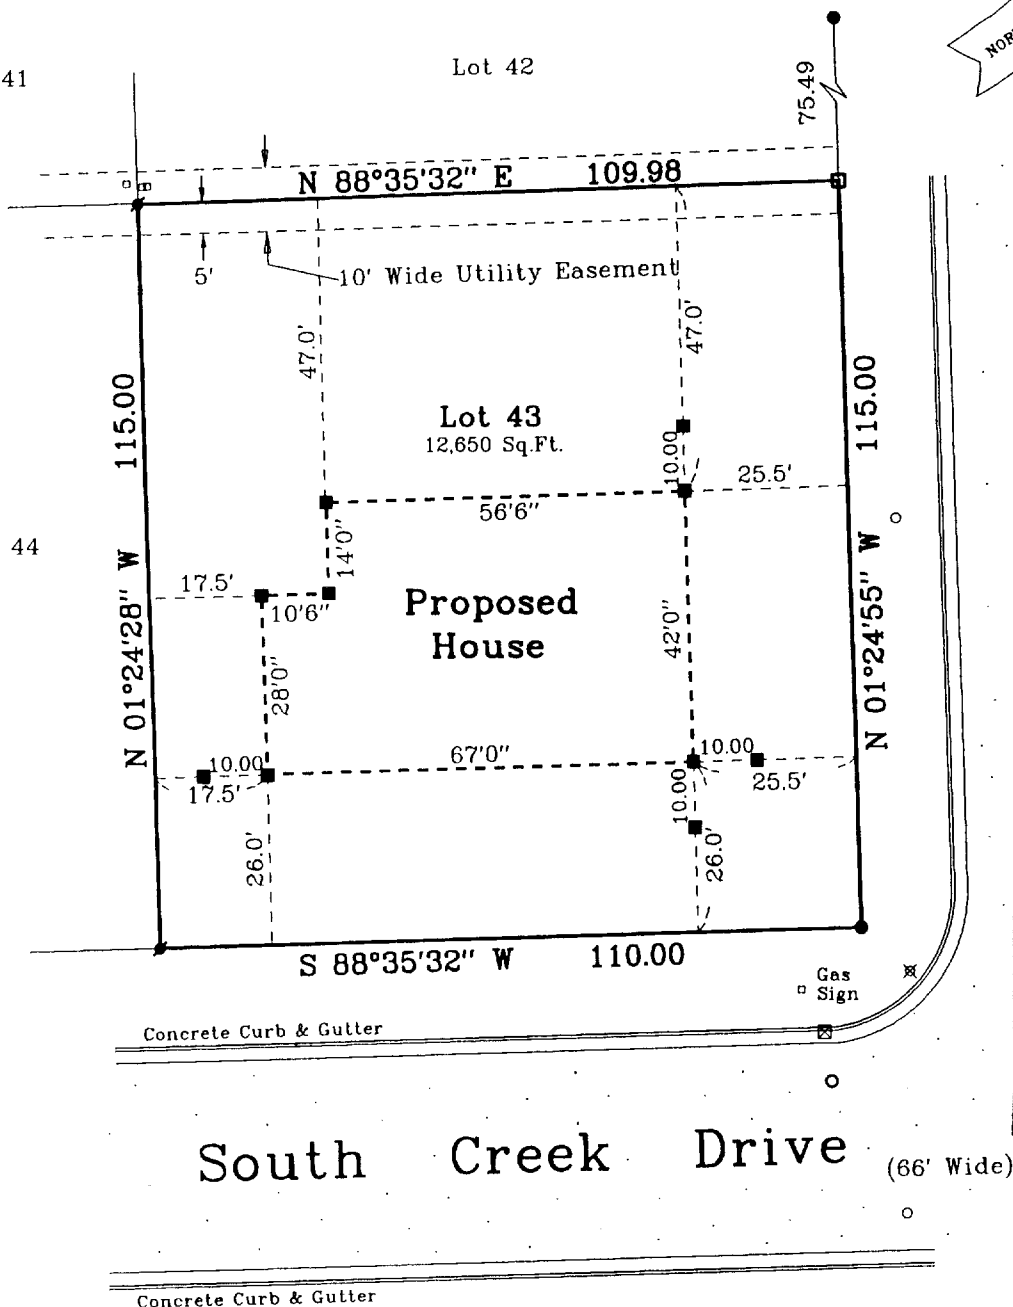 41
Lot 42
75.49
N 88°35'32" E 109.98
5'
10' Wide Utility Easement
47.0'
47.0'
115.00
115.00
Lot 43
12,650 Sq.Ft.
10.00
25.5'
56'6"
44
14'0"
17.5'
10'6"
Proposed
House
42'0"
N 01°24'28" W
N 01°24'55" W
28'0"
67'0"
10.00
17.5'
10.00
25.5'
10.00
26.0'
26.0'
S 88°35'32" W 110.00
Gas
Sign
Concrete Curb & Gutter
South Creek Drive
(66' Wide)
Concrete Curb & Gutter